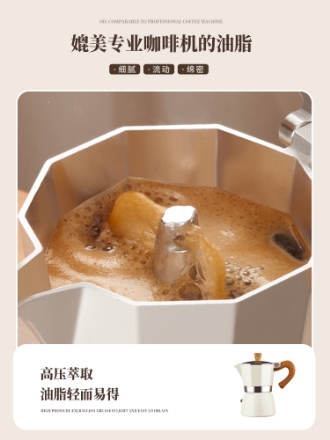 OIL COMPARABLE TO PROFESSIONAL COFFEE MACHINE
媲美专业咖啡机的油脂
·细腻 ·流动 ·绵密
高压萃取
油脂轻而易得
HIGH PRESSURE EXTRACTION GREASE IS LIGHT AND EASY TO OBTAIN